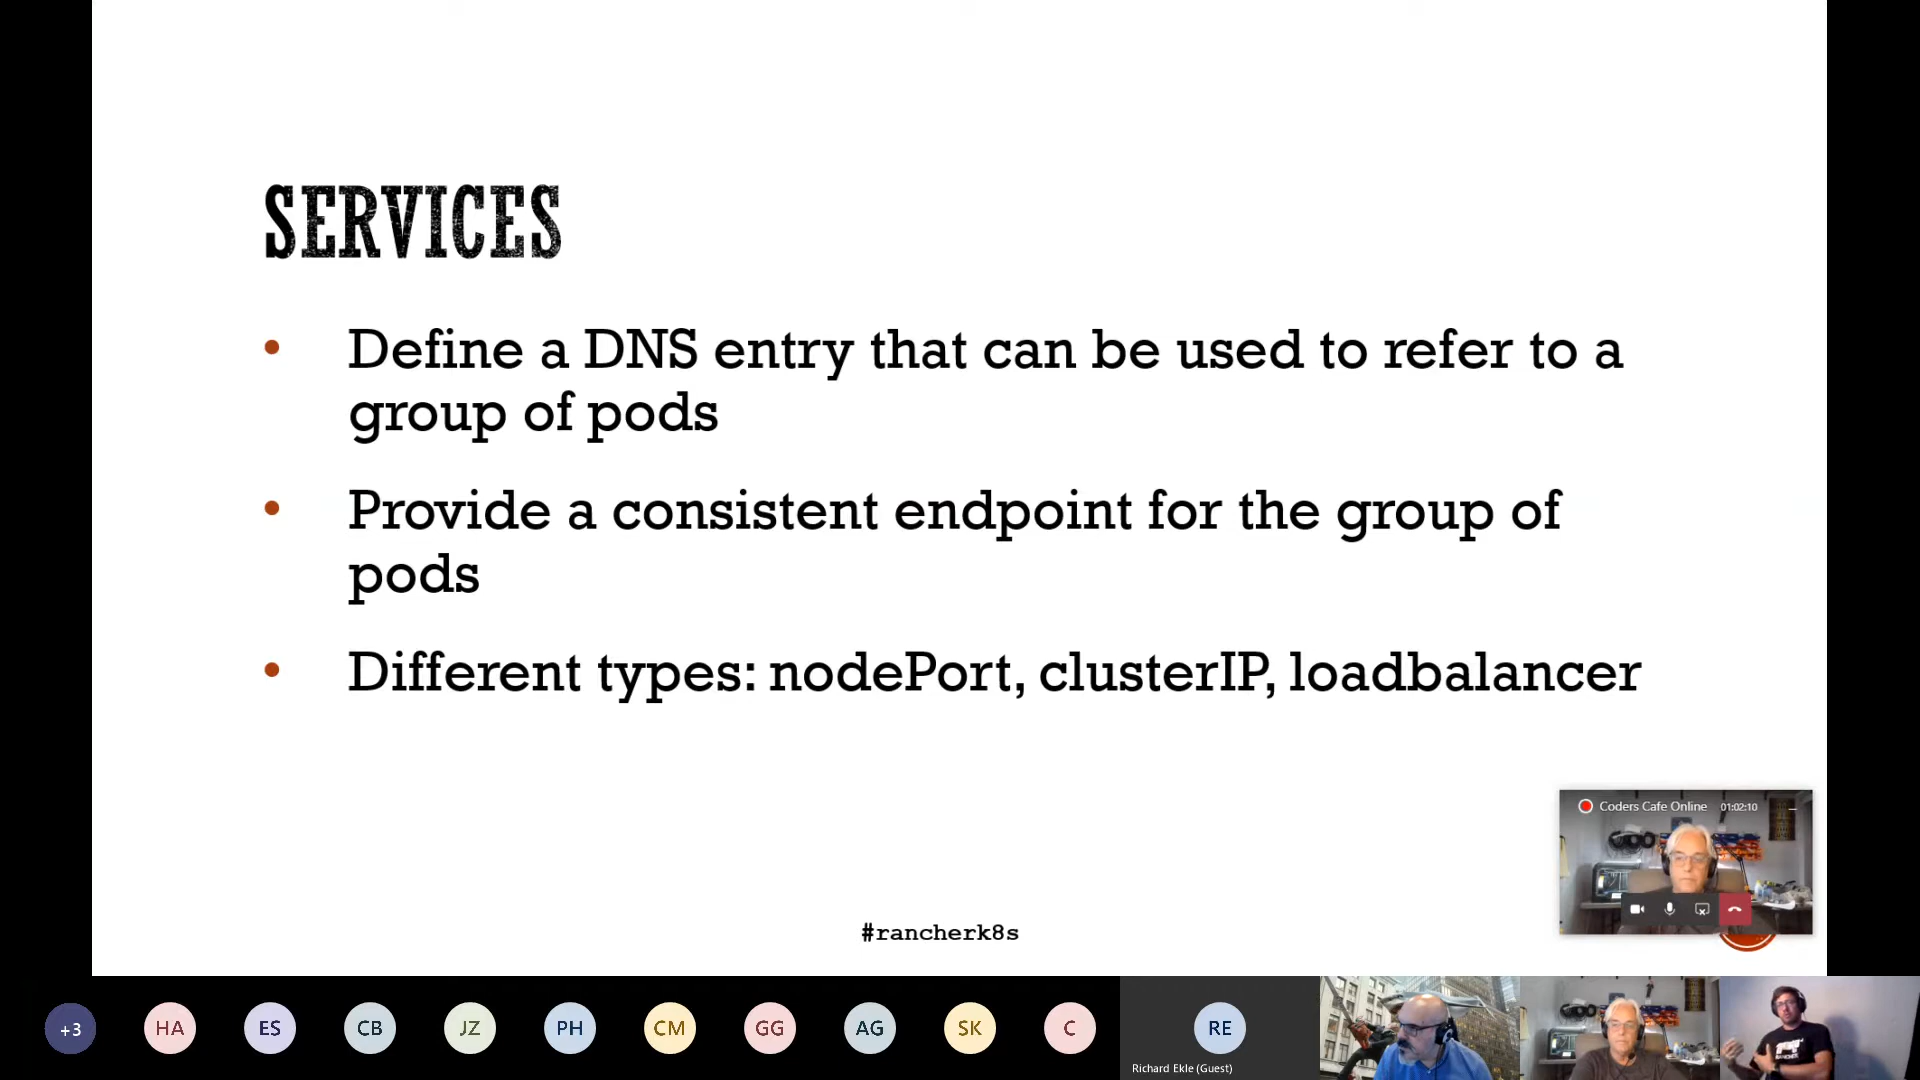 SERVICES
• Define a DNS entry that can be used to refer to a
group of pods
• Provide a consistent endpoint for the group of
pods
• Different types: nodePort, clusterIP, loadbalancer
Coders Cafe Online 01:02:10
#rancherk8s
+3 HA ES CB JZ PH CM GG AG SK C RE
Richard Ekle (Guest)